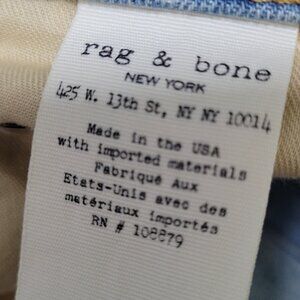 rag & bone
NEW YORK
425 W. 13th St, NY NY 10014
Made in the USA
with imported materials
Fabriqué Aux
Etats-Unis avec des
matériaux importés
RN # 108879